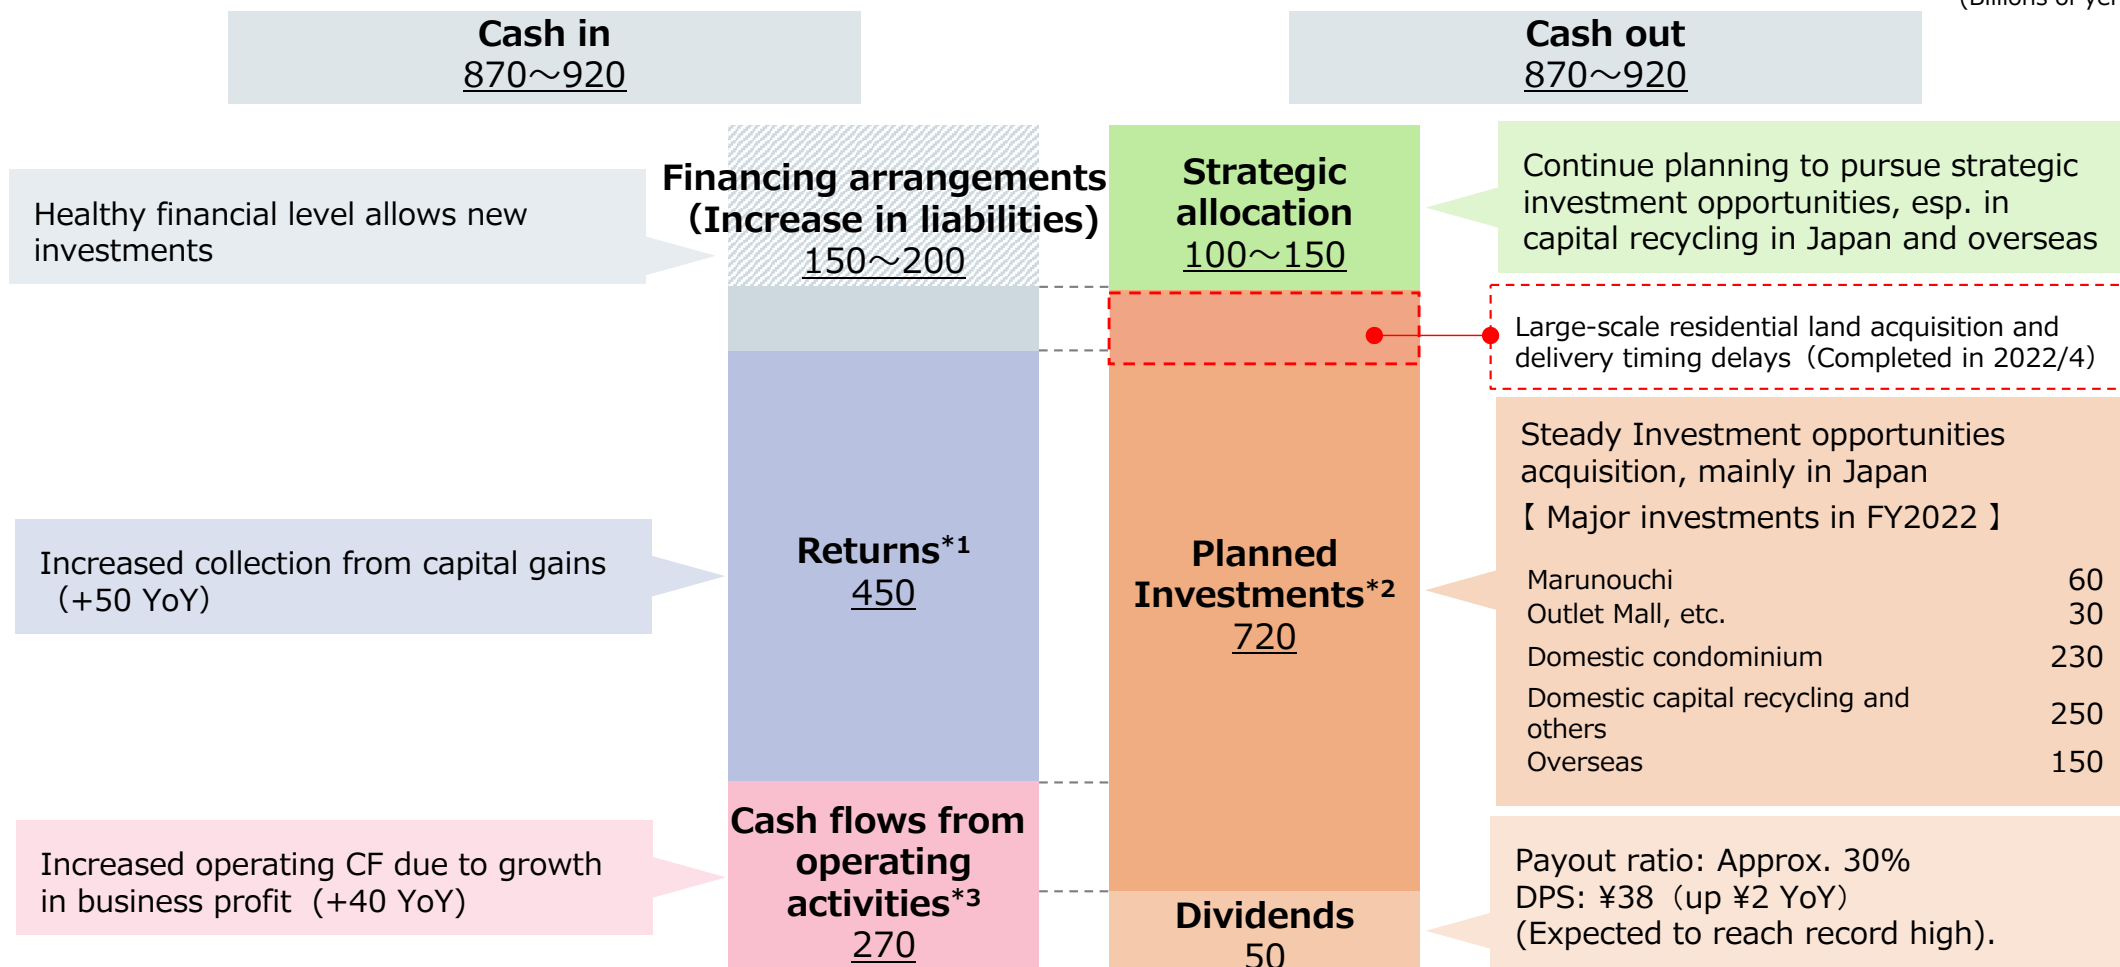 (Billions of yen
Cash in
870～920
Cash out
870～920
Healthy financial level allows new
investments
Financing arrangements
(Increase in liabilities)
150～200
Strategic
allocation
100～150
Continue planning to pursue strategic
investment opportunities, esp. in
capital recycling in Japan and overseas
Large-scale residential land acquisition and
delivery timing delays（Completed in 2022/4）
Increased collection from capital gains
（+50 YoY）
Returns*1
450
Planned
Investments*2
720
Steady Investment opportunities
acquisition, mainly in Japan
【 Major investments in FY2022 】
Marunouchi 60
Outlet Mall, etc. 30
Domestic condominium 230
Domestic capital recycling and
others 250
Overseas 150
Increased operating CF due to growth
in business profit（+40 YoY）
Cash flows from
operating
activities*3
270
Dividends
50
Payout ratio: Approx. 30%
DPS: ¥38（up ¥2 YoY）
(Expected to reach record high).